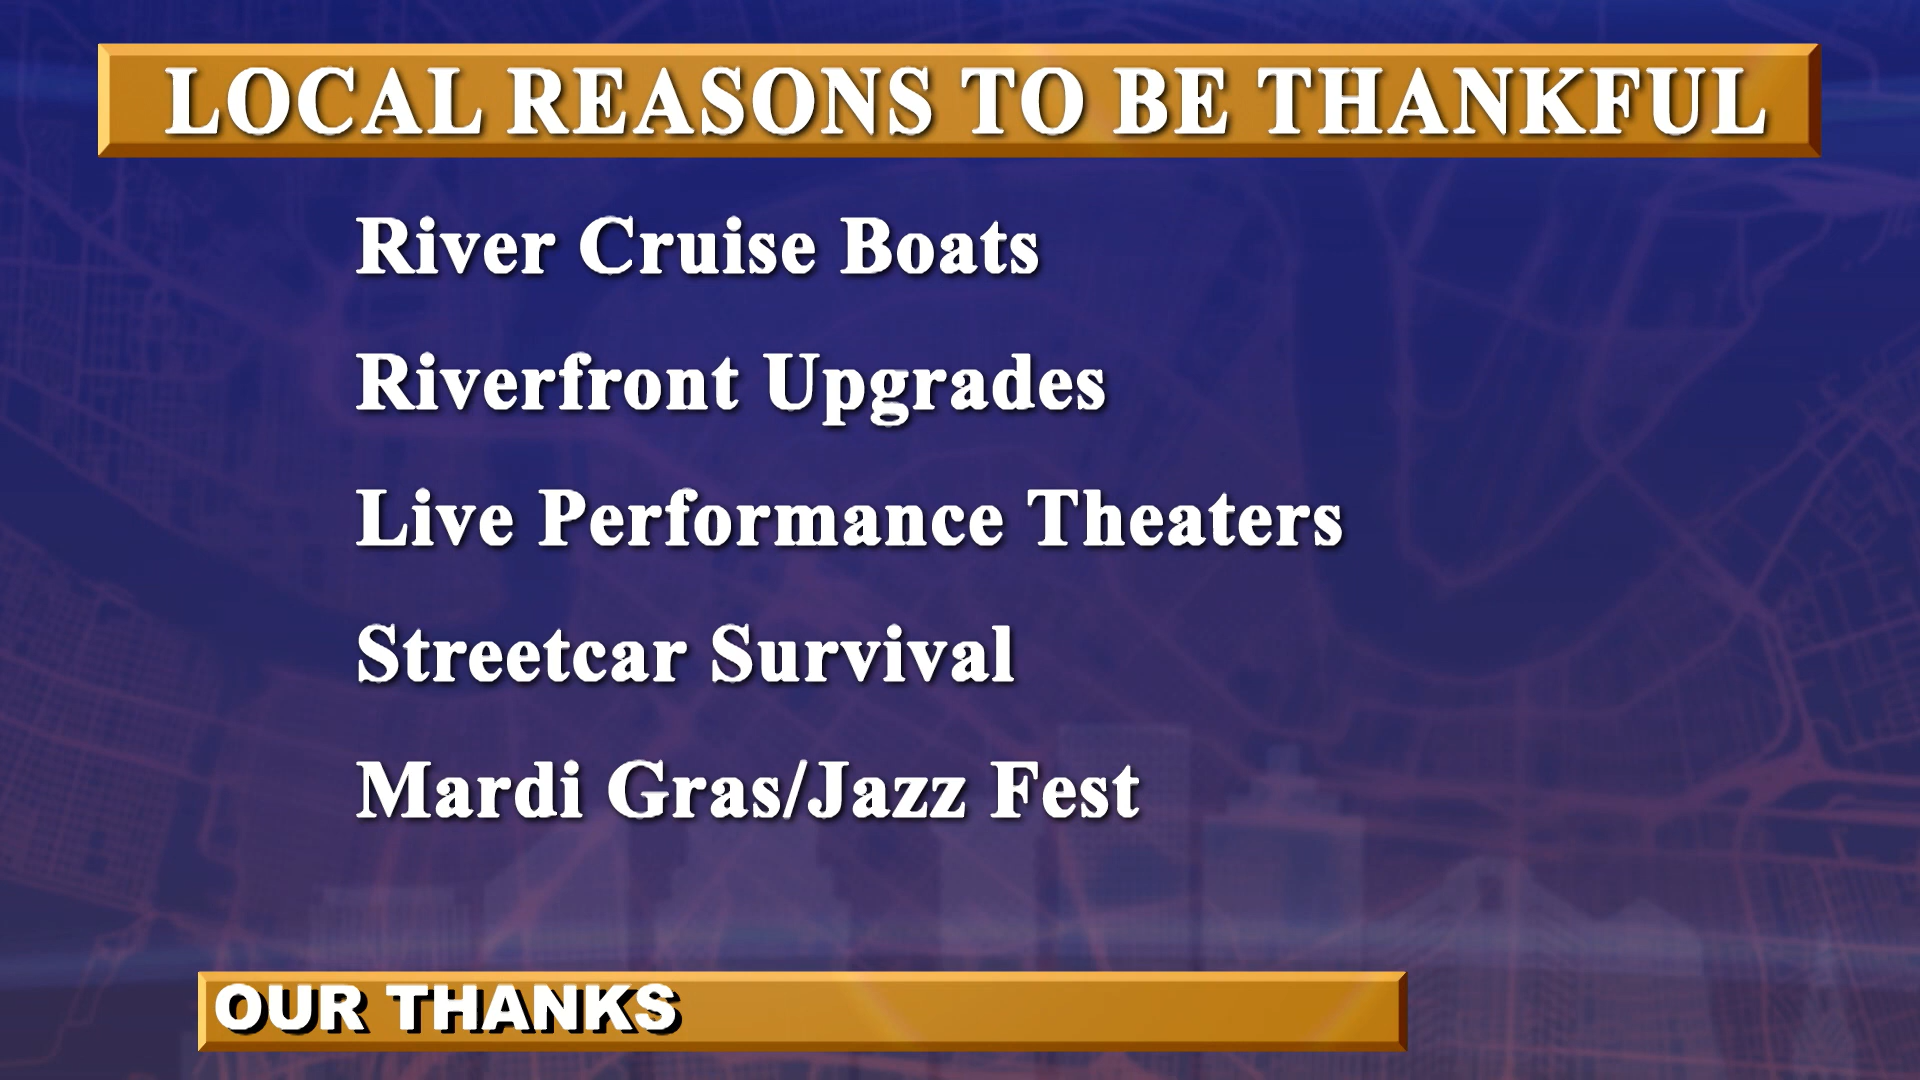 LOCAL REASONS TO BE THANKFUL
River Cruise Boats
Riverfront Upgrades
Live Performance Theaters
Streetcar Survival
Mardi Gras/Jazz Fest
OUR THANKS